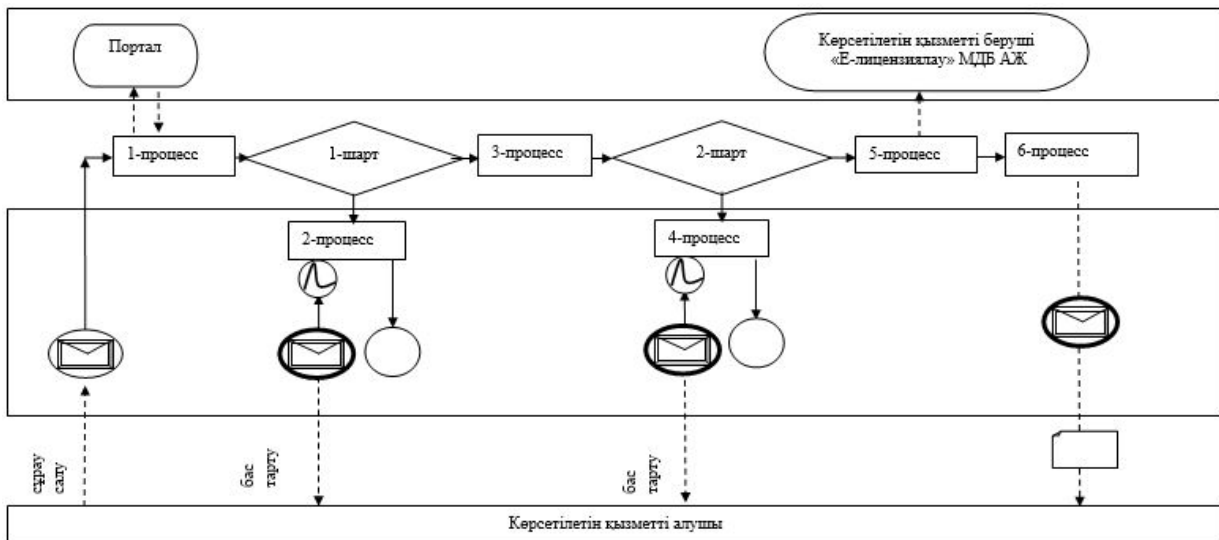 Портал
Көрсетілетін қызметті беруші
«Е-лицензиялау» МДБ АЖ
1-процесс
1-шарт
3-процесс
2-шарт
5-процесс
6-процесс
2-процесс
4-процесс
сұрау
салу
бас
тарту
бас
тарту
Көрсетілетін қызметті алушы